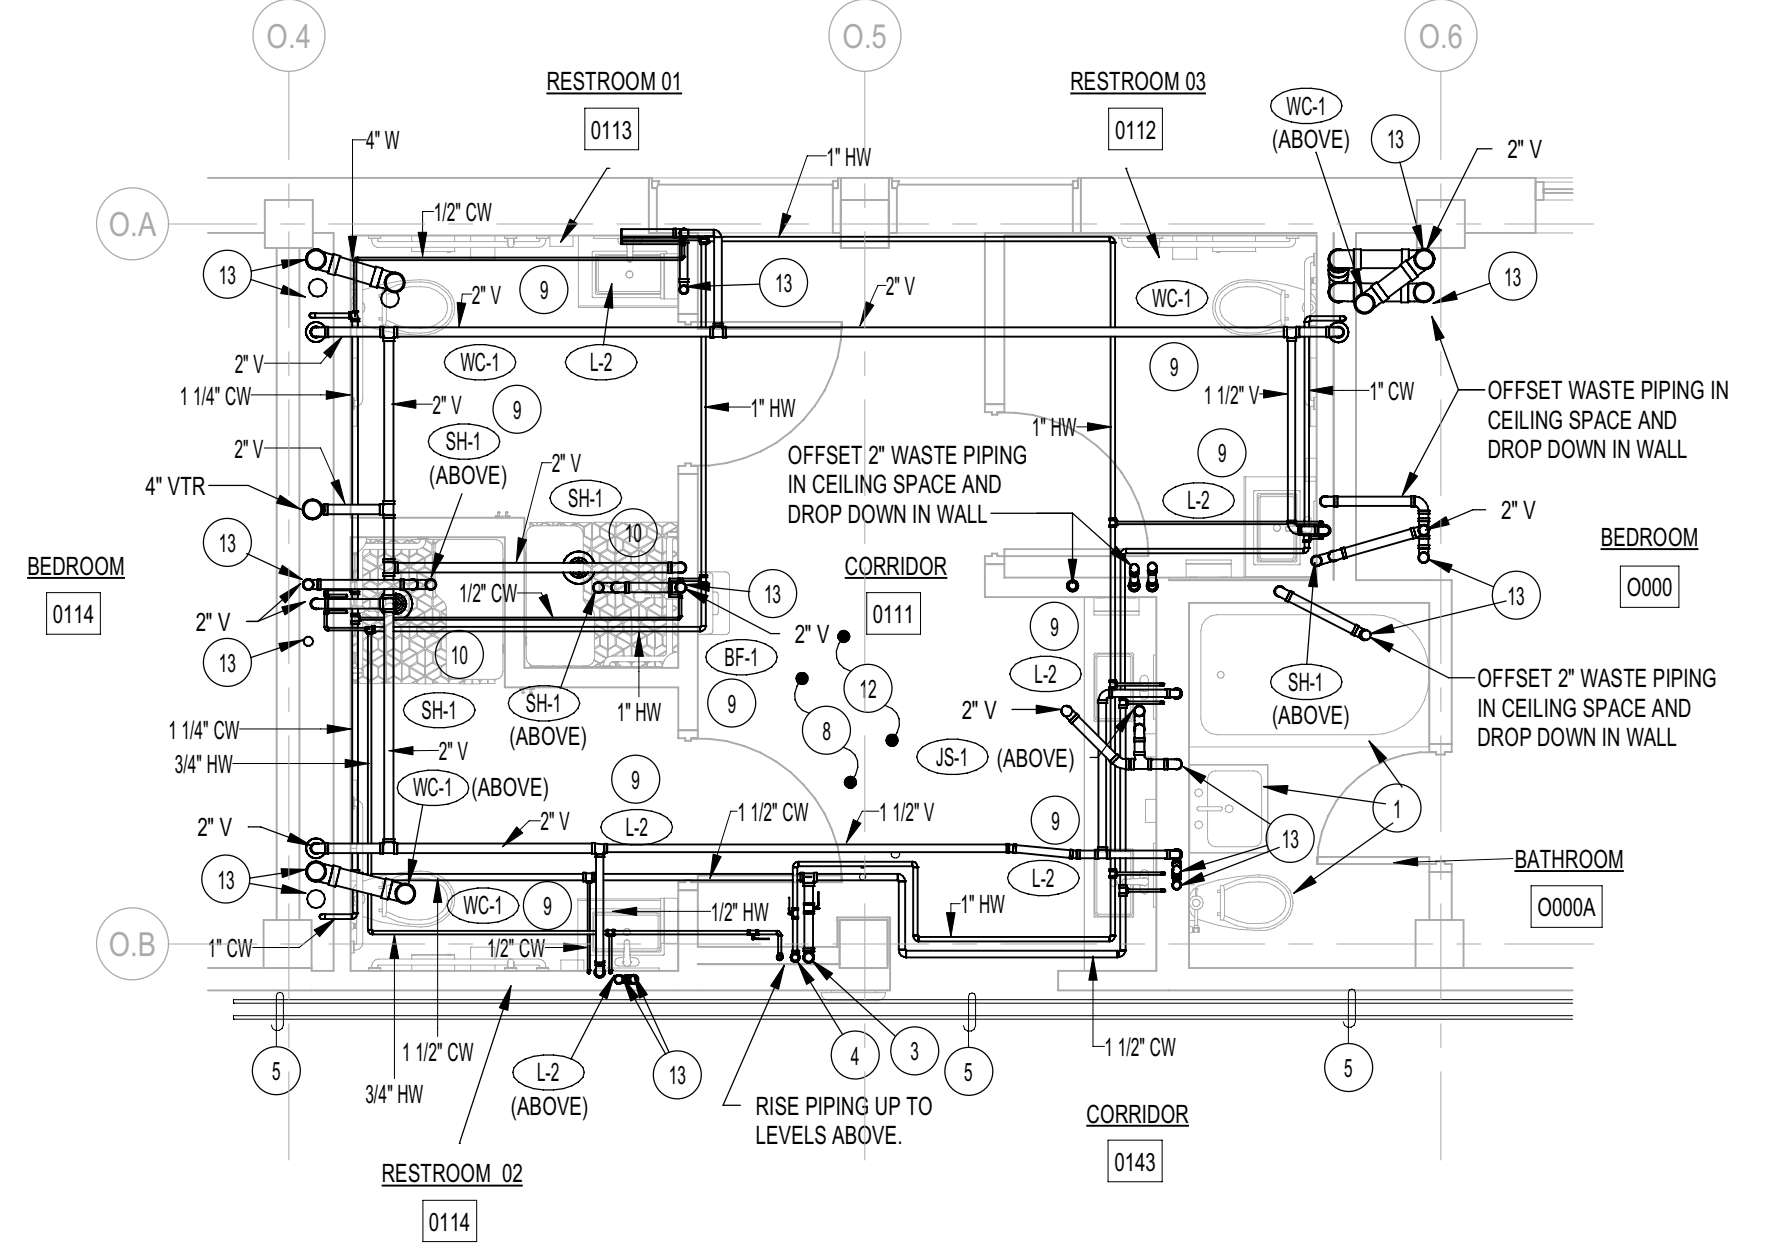 O.4
O.5
O.6
RESTROOM 01
0113
RESTROOM 03
0112
WC-1
(ABOVE)
13
2" V
4" W
1" HW
O.A
1/2" CW
13
9
13
2" V
2" V
WC-1
13
2" V
WC-1
L-2
9
1 1/4" CW
2" V
9
1" HW
1 1/2" V
1" CW
OFFSET WASTE PIPING IN
CEILING SPACE AND
DROP DOWN IN WALL
1" HW
SH-1
(ABOVE)
2" V
2" V
OFFSET 2" WASTE PIPING
IN CEILING SPACE AND
DROP DOWN IN WALL
9
L-2
4" VTR
SH-1
10
2" V
13
BEDROOM
0114
CORRIDOR
0111
BEDROOM
O000
1/2" CW
13
13
2" V
2" V
13
10
BF-1
9
9
L-2
12
SH-1
(ABOVE)
OFFSET 2" WASTE PIPING
IN CEILING SPACE AND
DROP DOWN IN WALL
SH-1
SH-1
(ABOVE)
1" HW
8
2" V
1 1/4" CW
2" V
3/4" HW
JS-1
(ABOVE)
WC-1
(ABOVE)
9
1
2" V
2" V
L-2
1 1/2" CW
1 1/2" V
9
13
BATHROOM
O000A
13
L-2
WC-1
9
1/2" HW
1" HW
O.B
1" CW
1/2" CW
1 1/2" CW
3/4" HW
5
L-2
(ABOVE)
13
4
3
5
1 1/2" CW
5
RISE PIPING UP TO
LEVELS ABOVE.
CORRIDOR
0143
RESTROOM 02
0114